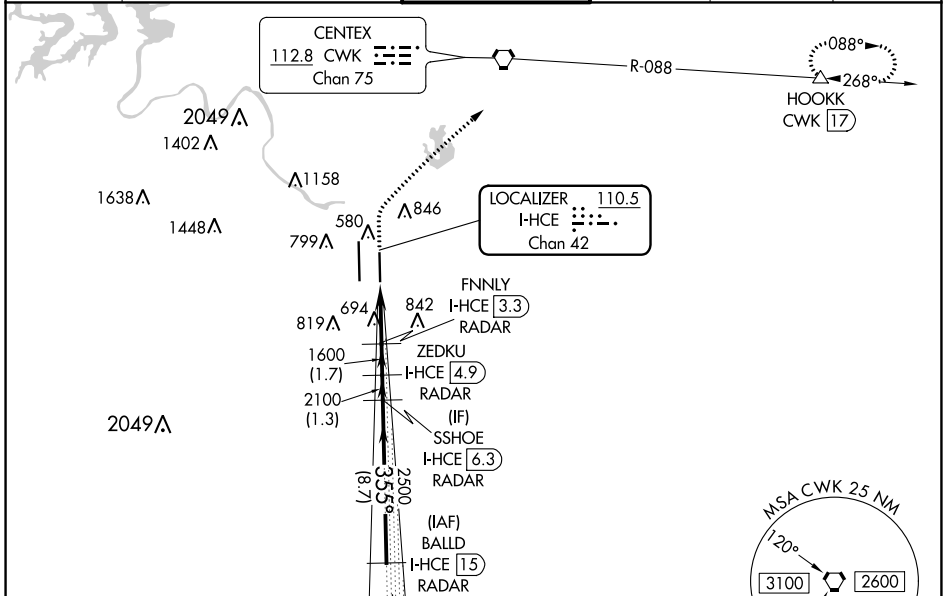 CENTEX
112.8 CWK
Chan 75
R-088
088°
268°
HOOKK
CWK 17
2049
1402
1158
1638
1448
580
846
799
LOCALIZER 110.5
I-HCE
Chan 42
FNNLY
I-HCE 3.3
RADAR
694
842
819
1600
(1.7)
ZEDKU
I-HCE 4.9
RADAR
2100
(1.3)
(IF)
SSHOE
I-HCE 6.3
RADAR
2049
2500
355°
(8.7)
(IAF)
BALLD
I-HCE 15
RADAR
MSA CWK 25 NM
120°
3100
2600